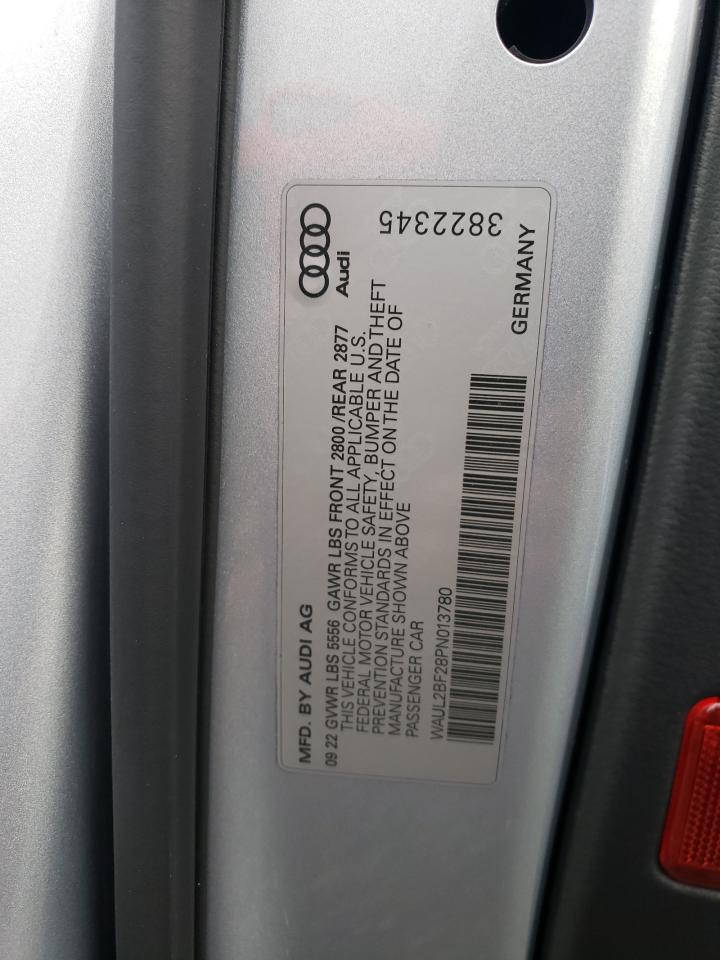 MFD. BY AUDI AG
Audi
09 22 GVWR LBS 5556 GAWR LBS FRONT 2800 /REAR 2877
THIS VEHICLE CONFORMS TO ALL APPLICABLE U.S.
FEDERAL MOTOR VEHICLE SAFETY, BUMPER AND THEFT
PREVENTION STANDARDS IN EFFECT ON THE DATE OF
MANUFACTURE SHOWN ABOVE
PASSENGER CAR
3822345
WAUL2BF28PN013780
GERMANY